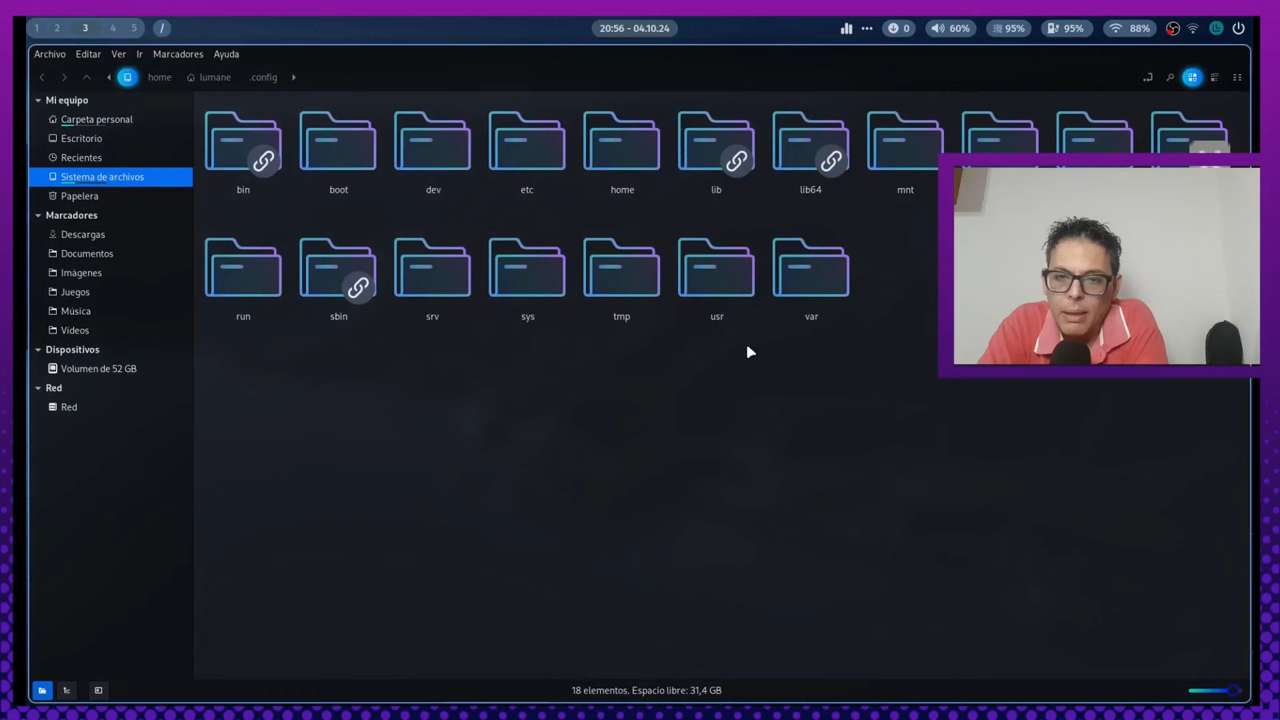 1 2 3 4 5 /
20:56 - 04.10.24
0 60% 95% 95% 88%
Archivo Editar Ver Ir Marcadores Ayuda
home lumane .config
Mi equipo
Carpeta personal
Escritorio
Recientes
Sistema de archivos
Papelera
Marcadores
Descargas
Documentos
Imágenes
Juegos
Música
Vídeos
Dispositivos
Volumen de 52 GB
Red
Red
bin boot dev etc home lib lib64 mnt
run sbin srv sys tmp usr var
18 elementos. Espacio libre: 31,4 GB